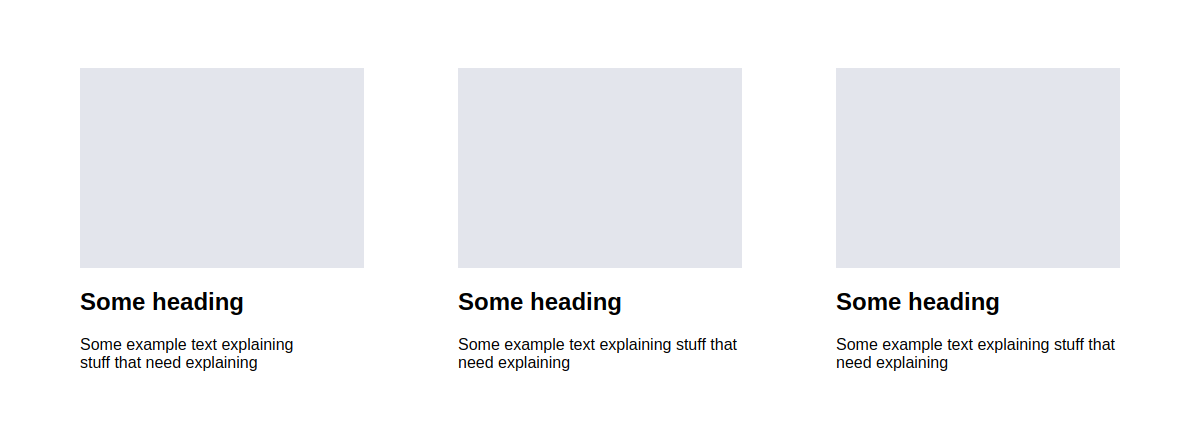 Some heading
Some example text explaining
stuff that need explaining
Some heading
Some example text explaining stuff that
need explaining
Some heading
Some example text explaining stuff that
need explaining